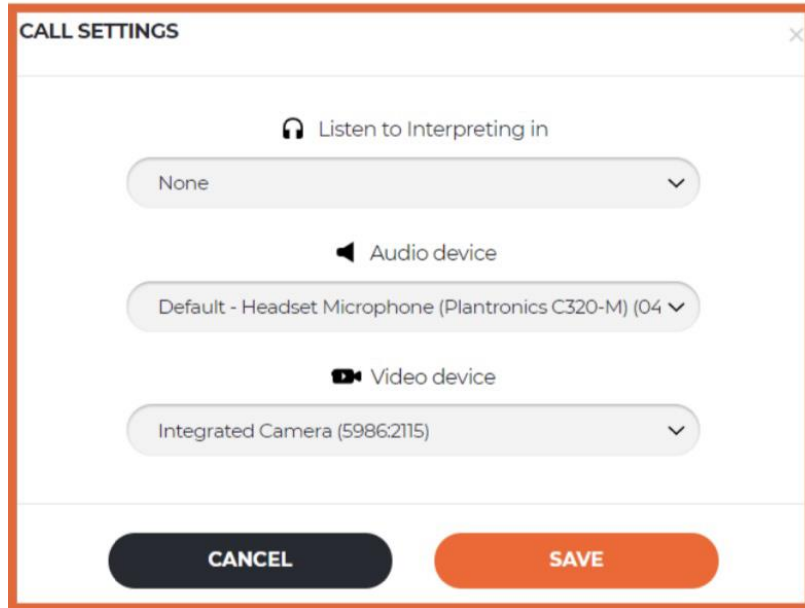 CALL SETTINGS
Listen to Interpreting in
None
Audio device
Default - Headset Microphone (Plantronics C320-M) (04
Video device
Integrated Camera (5986:2115)
CANCEL
SAVE